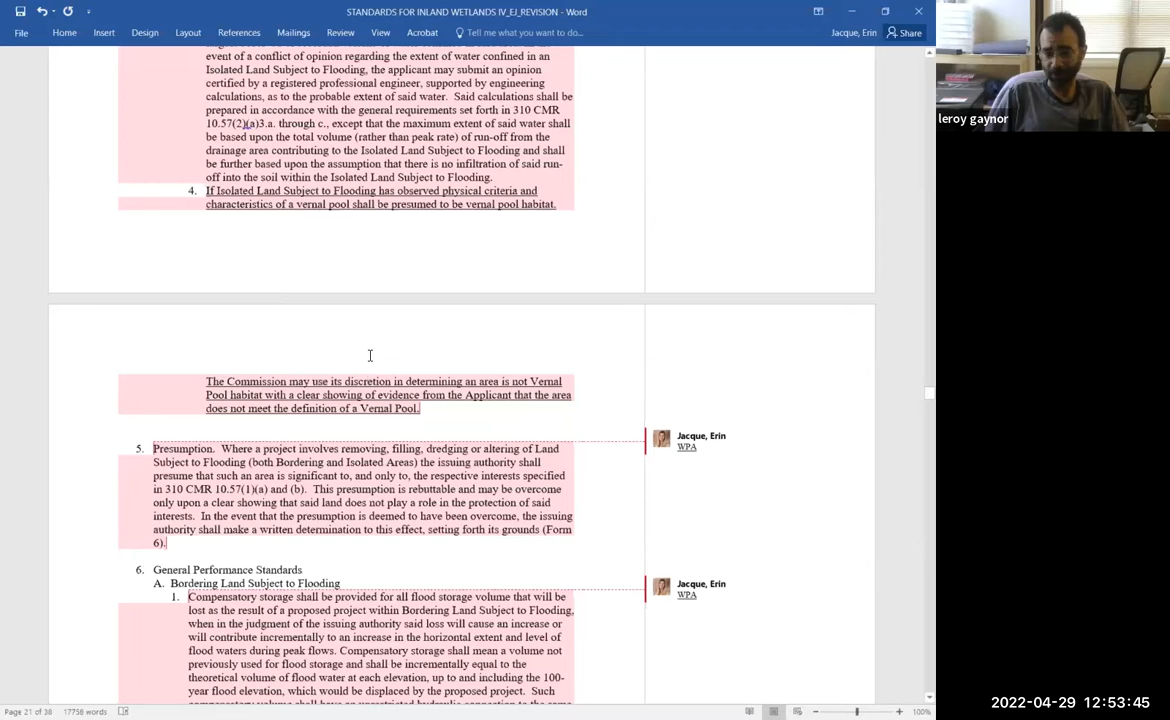 STANDARDS FOR INLAND WETLANDS IV_EJ_REVISION - Word
File Home Insert Design Layout References Mailings Review View Acrobat Tell me what you want to do... Jacque, Erin Share
event of a conflict of opinion regarding the extent of water confined in an
Isolated Land Subject to Flooding, the applicant may submit an opinion
certified by a registered professional engineer, supported by engineering
calculations, as to the probable extent of said water. Said calculations shall be
prepared in accordance with the general requirements set forth in 310 CMR
10.57(2)(a)3.a. through c., except that the maximum extent of said water shall
be based upon the total volume (rather than peak rate) of run-off from the
drainage area contributing to the Isolated Land Subject to Flooding and shall
be further based upon the assumption that there is no infiltration of said run-
off into the soil within the Isolated Land Subject to Flooding.
4. If Isolated Land Subject to Flooding has observed physical criteria and
characteristics of a vernal pool shall be presumed to be vernal pool habitat.
The Commission may use its discretion in determining an area is not Vernal
Pool habitat with a clear showing of evidence from the Applicant that the area
does not meet the definition of a Vernal Pool.
5. Presumption. Where a project involves removing, filling, dredging or altering of Land
Subject to Flooding (both Bordering and Isolated Areas) the issuing authority shall
presume that such an area is significant to, and only to, the respective interests specified
in 310 CMR 10.57(1)(a) and (b). This presumption is rebuttable and may be overcome
only upon a clear showing that said land does not play a role in the protection of said
interests. In the event that the presumption is deemed to have been overcome, the issuing
authority shall make a written determination to this effect, setting forth its grounds (Form
6).
Jacque, Erin
WPA
6. General Performance Standards
A. Bordering Land Subject to Flooding
1. Compensatory storage shall be provided for all flood storage volume that will be
lost as the result of a proposed project within Bordering Land Subject to Flooding,
when in the judgment of the issuing authority said loss will cause an increase or
will contribute incrementally to an increase in the horizontal extent and level of
flood waters during peak flows. Compensatory storage shall mean a volume not
previously used for flood storage and shall be incrementally equal to the
theoretical volume of flood water at each elevation, up to and including the 100-
year flood elevation, which would be displaced by the proposed project. Such
Jacque, Erin
WPA
Page 21 of 38 17758 words 100%
leroy gaynor
2022-04-29 12:53:45